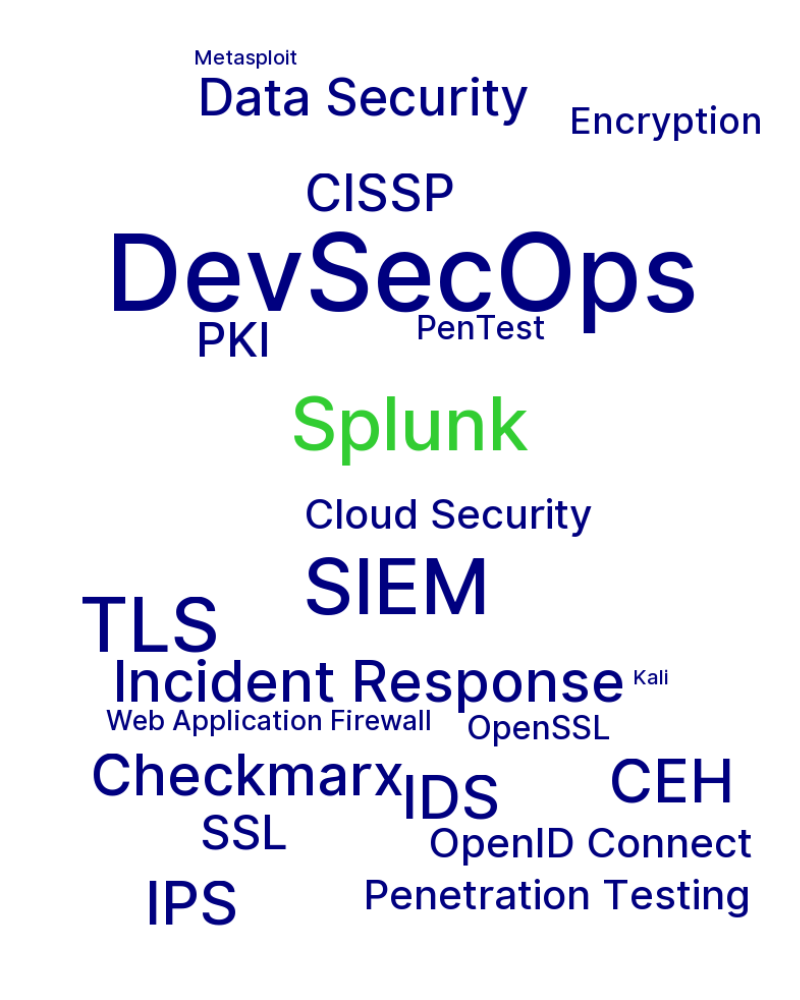 Metasploit
Data Security
Encryption
CISSP
DevSecOps
PKI
PenTest
Splunk
Cloud Security
SIEM
TLS
Incident Response
Kali
Web Application Firewall
OpenSSL
Checkmarx
IDS
CEH
SSL
OpenID Connect
IPS
Penetration Testing